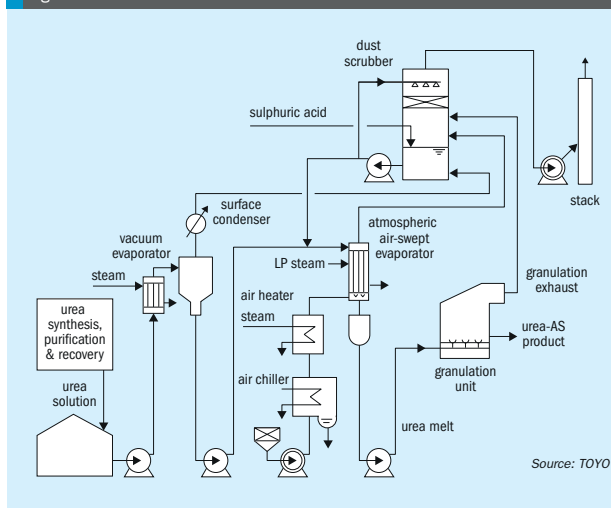 dust
scrubber
sulphuric acid
stack
surface
condenser
vacuum
evaporator
steam
atmospheric
air-swept
evaporator
LP steam
granulation
exhaust
air heater
steam
urea
synthesis,
purification
& recovery
urea-AS
product
granulation
unit
air chiller
urea
solution
urea melt
Source: TOYO